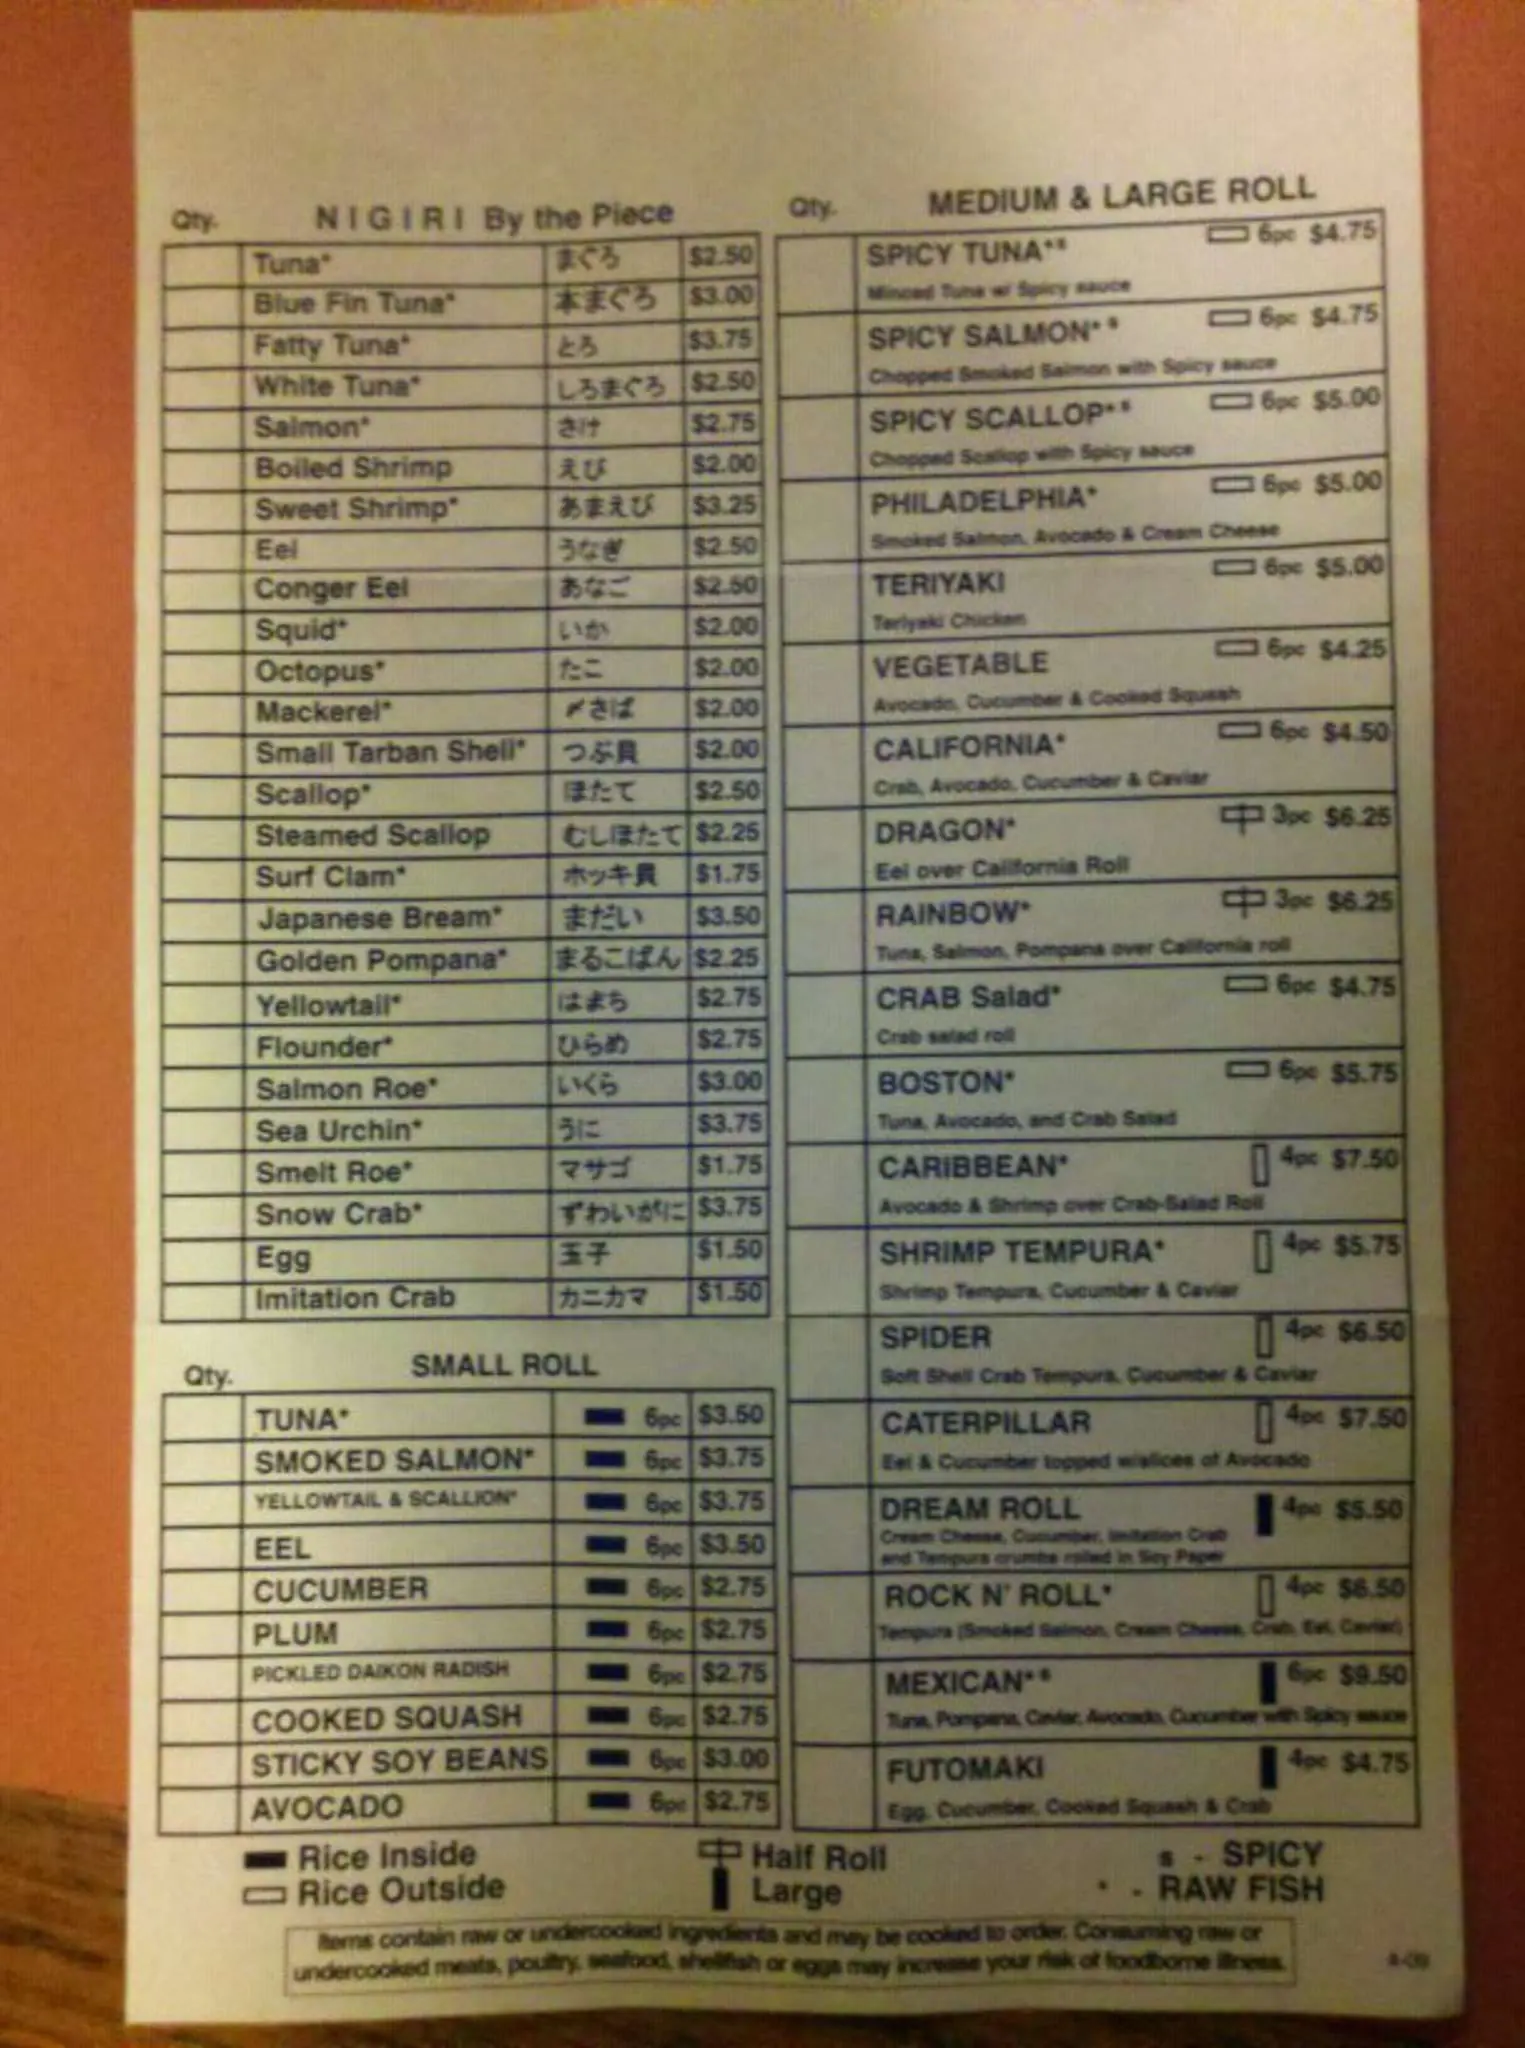 Qty. NIGIRI By the Piece
Tuna* まぐろ $2.50
Blue Fin Tuna* 本まぐろ $3.00
Fatty Tuna* とろ $3.75
White Tuna* しろまぐろ $2.50
Salmon* さけ $2.75
Boiled Shrimp えび $2.00
Sweet Shrimp* あまえび $3.25
Eel うなぎ $2.50
Conger Eel あなご $2.50
Squid* いか $2.00
Octopus* たこ $2.00
Mackerel* 〆さば $2.00
Small Tarban Shell* つぶ貝 $2.00
Scallop* ほたて $2.50
Steamed Scallop むしほたて $2.25
Surf Clam* ホッキ貝 $1.75
Japanese Bream* まだい $3.50
Golden Pompana* まるこぱん $2.25
Yellowtail* はまち $2.75
Flounder* ひらめ $2.75
Salmon Roe* いくら $3.00
Sea Urchin* うに $3.75
Smelt Roe* マサゴ $1.75
Snow Crab* ずわいがに $3.75
Egg 玉子 $1.50
Imitation Crab カニカマ $1.50
Qty. SMALL ROLL
TUNA* 6pc $3.50
SMOKED SALMON* 6pc $3.75
YELLOWTAIL & SCALLION* 6pc $3.75
EEL 6pc $3.50
CUCUMBER 6pc $2.75
PLUM 6pc $2.75
PICKLED DAIKON RADISH 6pc $2.75
COOKED SQUASH 6pc $2.75
STICKY SOY BEANS 6pc $3.00
AVOCADO 6pc $2.75
Qty. MEDIUM & LARGE ROLL
SPICY TUNA*s 6pc $4.75
Minced Tuna w/ Spicy sauce
SPICY SALMON*s 6pc $4.75
Chopped Smoked Salmon with Spicy sauce
SPICY SCALLOP*s 6pc $5.00
Chopped Scallop with Spicy sauce
PHILADELPHIA* 6pc $5.00
Smoked Salmon, Avocado & Cream Cheese
TERIYAKI 6pc $5.00
Teriyaki Chicken
VEGETABLE 6pc $4.25
Avocado, Cucumber & Cooked Squash
CALIFORNIA* 6pc $4.50
Crab, Avocado, Cucumber & Caviar
DRAGON* 3pc $6.25
Eel over California Roll
RAINBOW* 3pc $6.25
Tuna, Salmon, Pompana over California roll
CRAB Salad* 6pc $4.75
Crab salad roll
BOSTON* 6pc $5.75
Tuna, Avocado, and Crab Salad
CARIBBEAN* 4pc $7.50
Avocado & Shrimp over Crab-Salad Roll
SHRIMP TEMPURA* 4pc $5.75
Shrimp Tempura, Cucumber & Caviar
SPIDER 4pc $6.50
Soft Shell Crab Tempura, Cucumber & Caviar
CATERPILLAR 4pc $7.50
Eel & Cucumber topped w/slices of Avocado
DREAM ROLL 4pc $5.50
Cream Cheese, Cucumber, Imitation Crab
and Tempura crumbs rolled in Soy Paper
ROCK N' ROLL* 4pc $6.50
Tempura (Smoked Salmon, Cream Cheese, Crab, Eel, Caviar)
MEXICAN*s 6pc $9.50
Tuna, Pompana, Caviar, Avocado, Cucumber with Spicy sauce
FUTOMAKI 4pc $4.75
Egg, Cucumber, Cooked Squash & Crab
Rice Inside Half Roll s - SPICY
Rice Outside Large * - RAW FISH
Items contain raw or undercooked ingredients and may be cooked to order. Consuming raw or
undercooked meats, poultry, seafood, shellfish or eggs may increase your risk of foodborne illness.
4-09